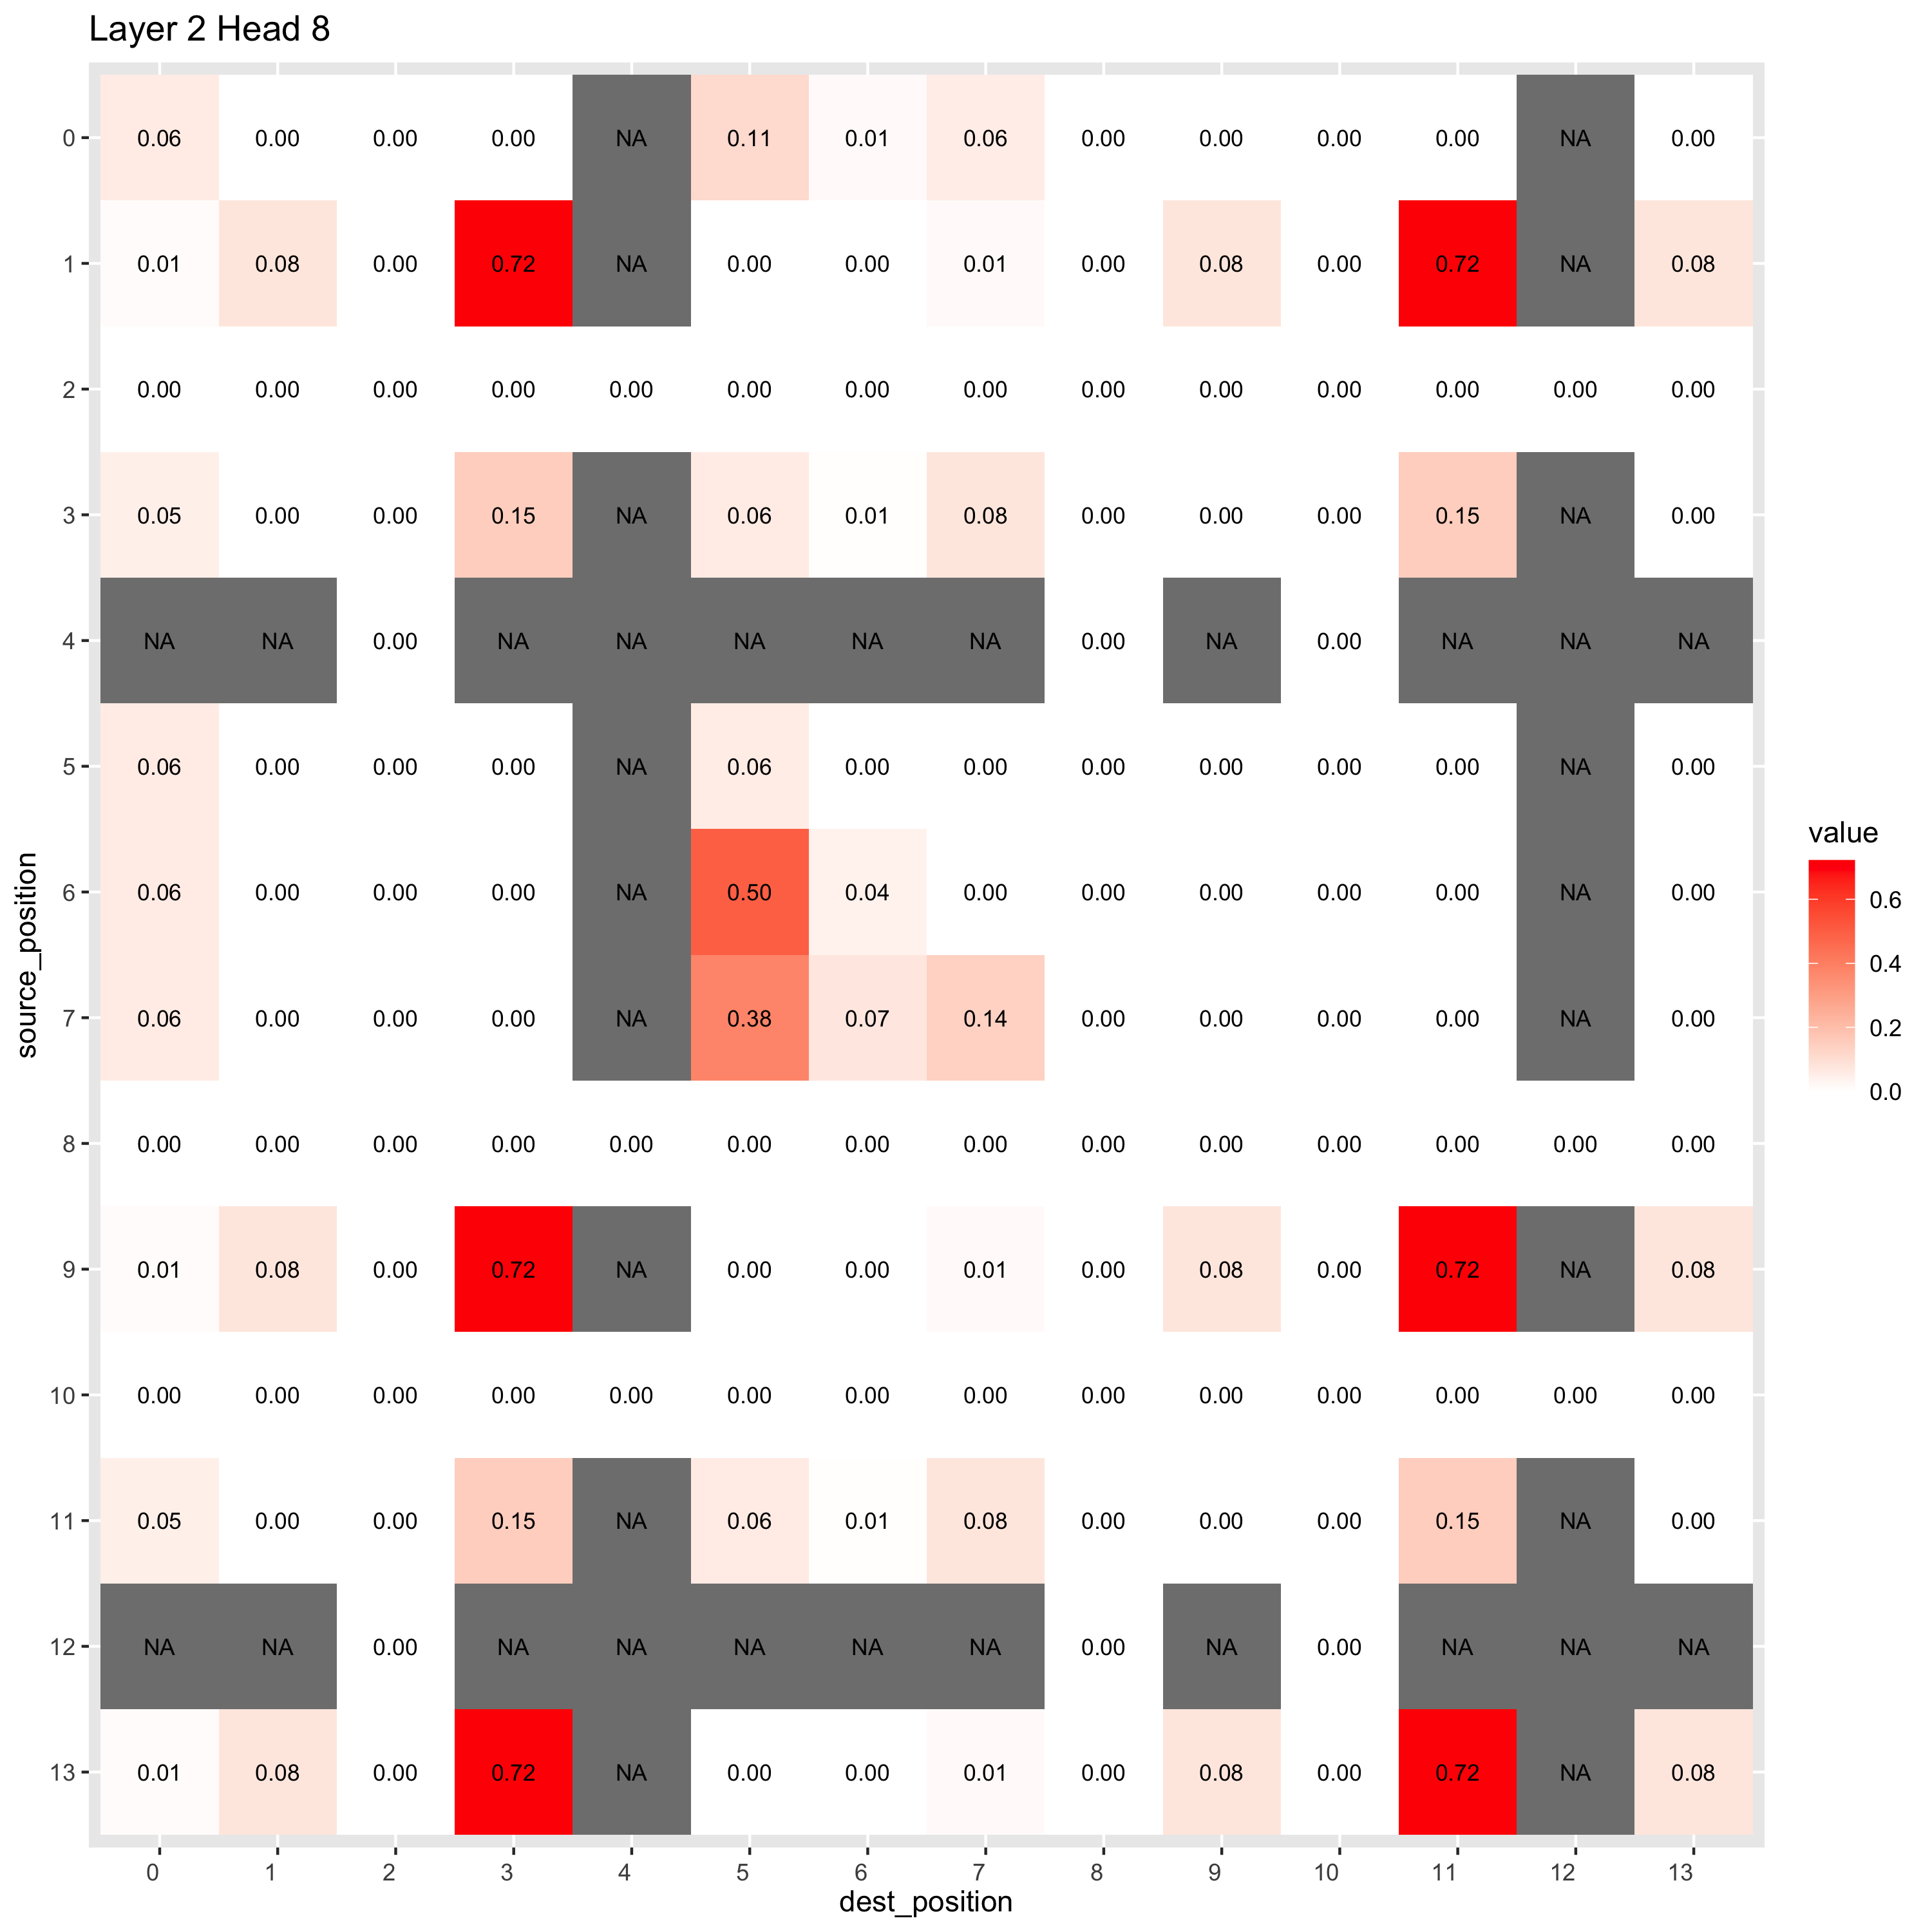 Layer 2 Head 8
0 0.06 0.00 0.00 0.00 NA 0.11 0.01 0.06 0.00 0.00 0.00 0.00 NA 0.00
1 0.01 0.08 0.00 0.72 NA 0.00 0.00 0.01 0.00 0.08 0.00 0.72 NA 0.08
2 0.00 0.00 0.00 0.00 0.00 0.00 0.00 0.00 0.00 0.00 0.00 0.00 0.00 0.00
3 0.05 0.00 0.00 0.15 NA 0.06 0.01 0.08 0.00 0.00 0.00 0.15 NA 0.00
4 NA NA 0.00 NA NA NA NA NA 0.00 NA 0.00 NA NA NA
5 0.06 0.00 0.00 0.00 NA 0.06 0.00 0.00 0.00 0.00 0.00 0.00 NA 0.00
6 0.06 0.00 0.00 0.00 NA 0.50 0.04 0.00 0.00 0.00 0.00 0.00 NA 0.00
7 0.06 0.00 0.00 0.00 NA 0.38 0.07 0.14 0.00 0.00 0.00 0.00 NA 0.00
8 0.00 0.00 0.00 0.00 0.00 0.00 0.00 0.00 0.00 0.00 0.00 0.00 0.00 0.00
9 0.01 0.08 0.00 0.72 NA 0.00 0.00 0.01 0.00 0.08 0.00 0.72 NA 0.08
10 0.00 0.00 0.00 0.00 0.00 0.00 0.00 0.00 0.00 0.00 0.00 0.00 0.00 0.00
11 0.05 0.00 0.00 0.15 NA 0.06 0.01 0.08 0.00 0.00 0.00 0.15 NA 0.00
12 NA NA 0.00 NA NA NA NA NA 0.00 NA 0.00 NA NA NA
13 0.01 0.08 0.00 0.72 NA 0.00 0.00 0.01 0.00 0.08 0.00 0.72 NA 0.08
0 1 2 3 4 5 6 7 8 9 10 11 12 13
dest_position
source_position
value
0.6
0.4
0.2
0.0